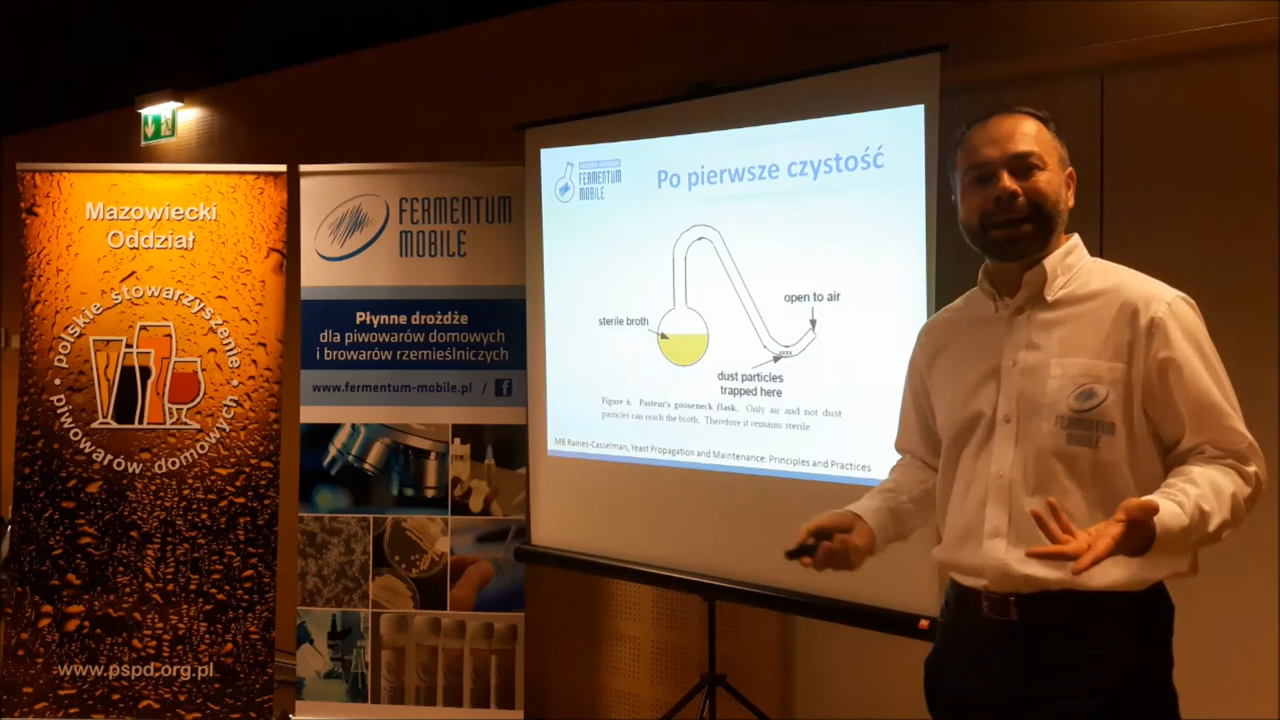 Mazowiecki
Oddział
polskie stowarzyszenie
piwowarów domowych
www.pspd.org.pl
FERMENTUM
MOBILE
Płynne drożdże
dla piwowarów domowych
i browarów rzemieślniczych
www.fermentum-mobile.pl / f
FERMENTUM
MOBILE
Po pierwsze czystość
sterile broth
open to air
dust particles
trapped here
Figure 6. Pasteur's gooseneck flask. Only air and not dust
particles can reach the broth. Therefore it remains sterile.
MB Raines-Casselman, Yeast Propagation and Maintenance: Principles and Practices
FERMENTUM
MOBILE